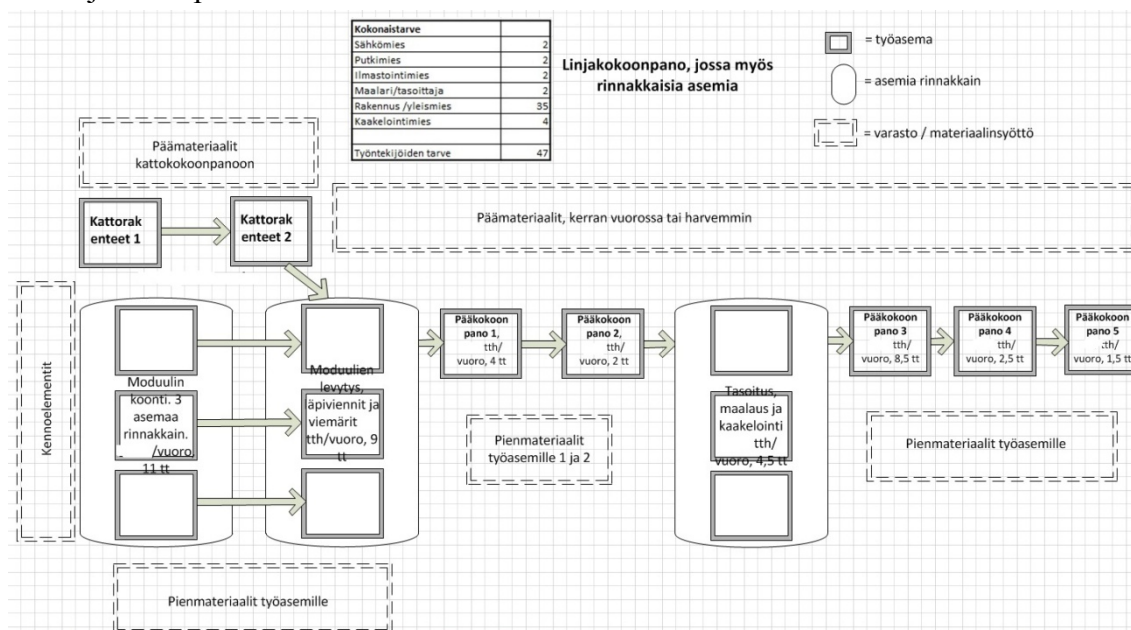 Kokonaistarve
Sähkömies 2
Putkimies 2
Ilmastointimies 2
Maalari/tasoittaja 2
Rakennus /yleismies 35
Kaakelointimies 4
Työntekijöiden tarve 47
Linjakokoonpano, jossa myös
rinnakkaisia asemia
= työasema
= asemia rinnakkain
= varasto / materiaalinsyöttö
Päämateriaalit
kattokokoonpanoon
Kattorak
enteet 1
Kattorak
enteet 2
Päämateriaalit, kerran vuorossa tai harvemmin
Kennoelementit
Moduulin
koonti. 3
asemaa
rinnakkain.
/vuoro,
11 tt
Moduulien
levytys,
läpiviennit ja
viemärit
tth/vuoro, 9
tt
Pääkokoon
pano 1,
tth/
vuoro, 4 tt
Pääkokoon
pano 2,
tth/
vuoro, 2 tt
Pienmateriaalit
työasemille 1 ja 2
Tasoitus,
maalaus ja
kaakelointi
tth/
vuoro, 4,5 tt
Pääkokoon
pano 3
tth/
vuoro, 8,5 tt
Pääkokoon
pano 4
tth/
vuoro, 2,5 tt
Pääkokoon
pano 5
th/
vuoro, 1,5 tt
Pienmateriaalit työasemille
Pienmateriaalit työasemille